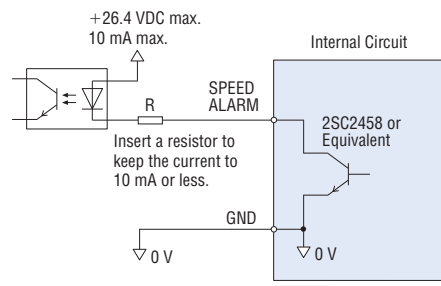 +26.4 VDC max.
10 mA max.
Internal Circuit
SPEED
ALARM
R
2SC2458 or
Equivalent
Insert a resistor to
keep the current to
10 mA or less.
GND
0 V
0 V